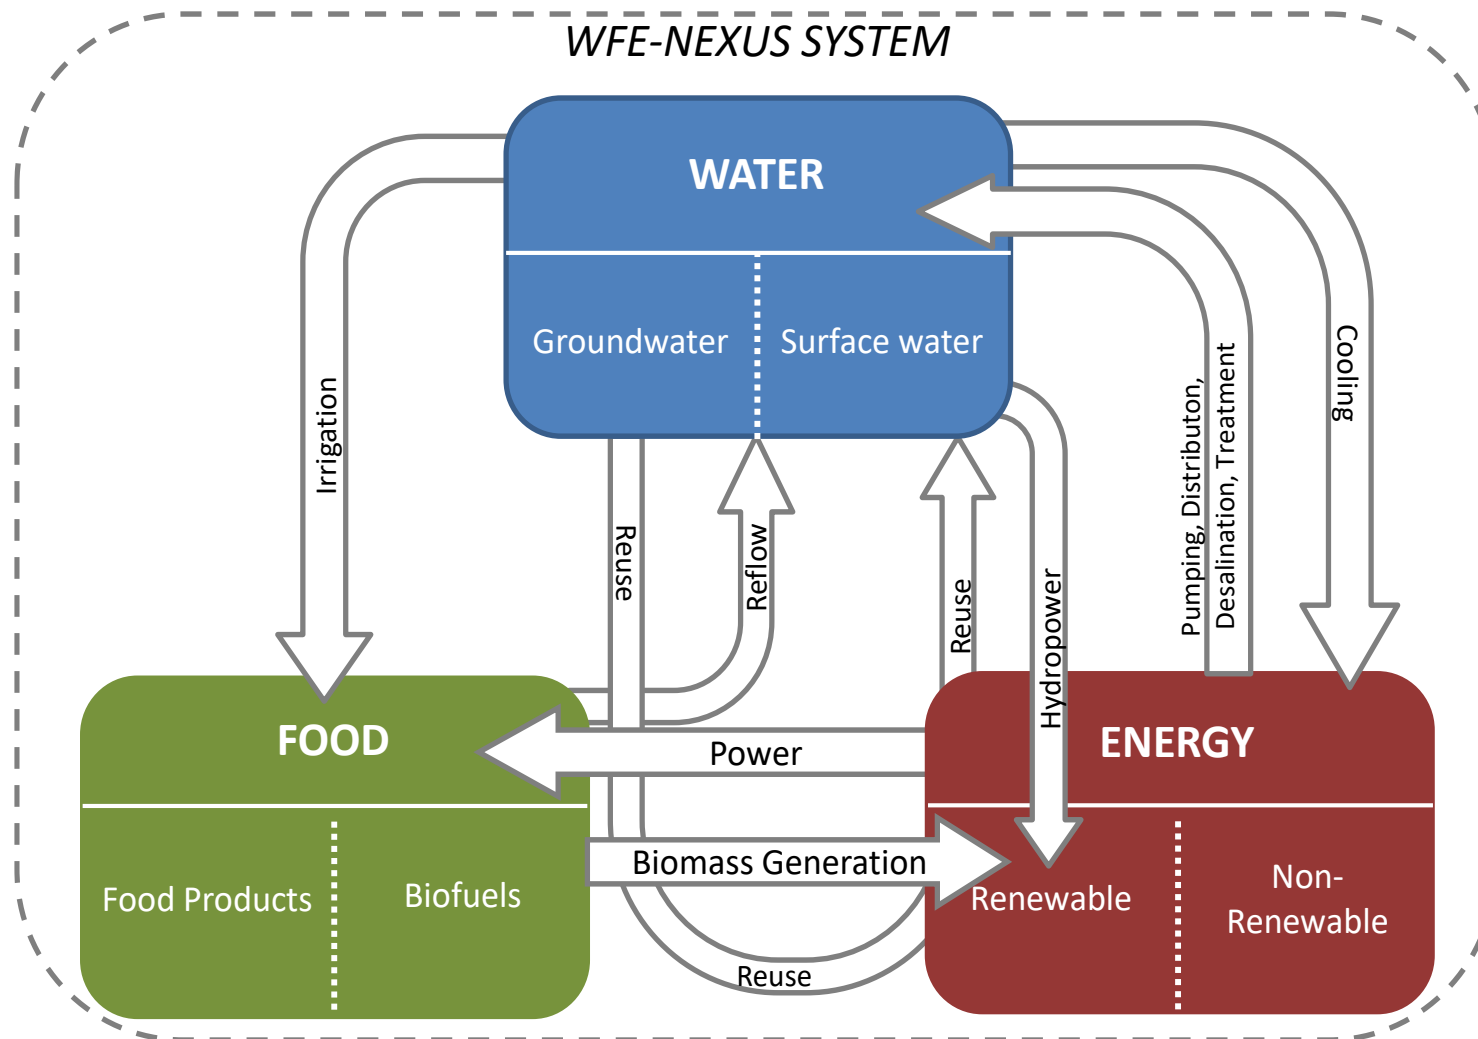 WFE-NEXUS SYSTEM
WATER
Groundwater
Surface water
Irrigation
Reuse
Reflow
Reuse
Hydropower
Pumping, Distributon,
Desalination, Treatment
Cooling
FOOD
Power
ENERGY
Biomass Generation
Food Products
Biofuels
Renewable
Non-
Renewable
Reuse